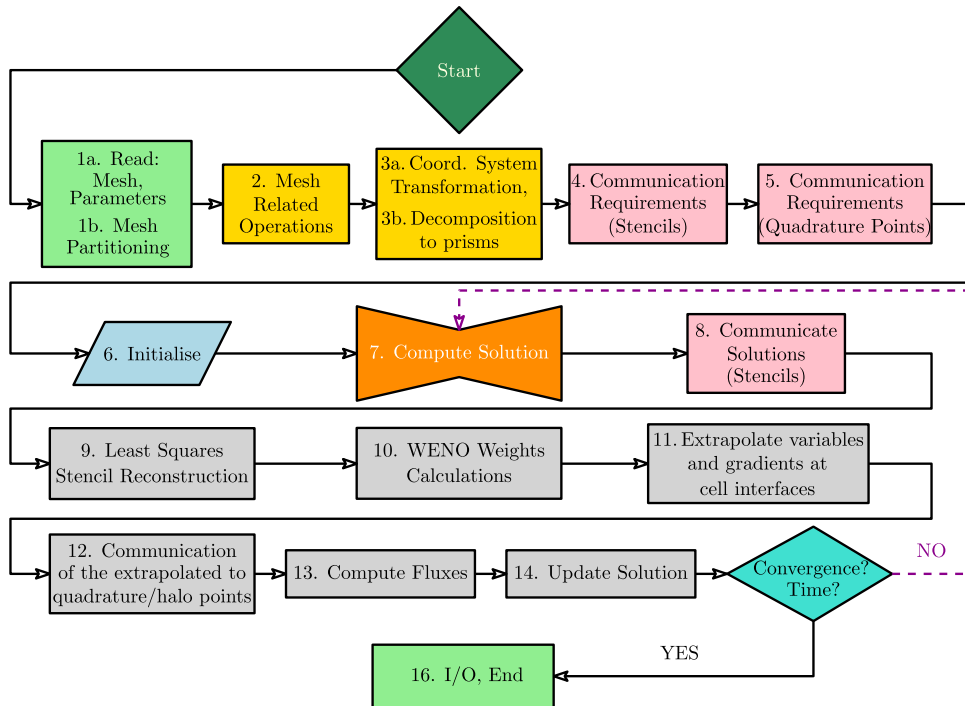 Start
1a. Read:
Mesh,
Parameters
1b. Mesh
Partitioning
2. Mesh
Related
Operations
3a. Coord. System
Transformation,
3b. Decomposition
to prisms
4. Communication
Requirements
(Stencils)
5. Communication
Requirements
(Quadrature Points)
6. Initialise
7. Compute Solution
8. Communicate
Solutions
(Stencils)
9. Least Squares
Stencil Reconstruction
10. WENO Weights
Calculations
11. Extrapolate variables
and gradients at
cell interfaces
12. Communication
of the extrapolated to
quadrature/halo points
13. Compute Fluxes
14. Update Solution
Convergence?
Time?
NO
YES
16. I/O, End